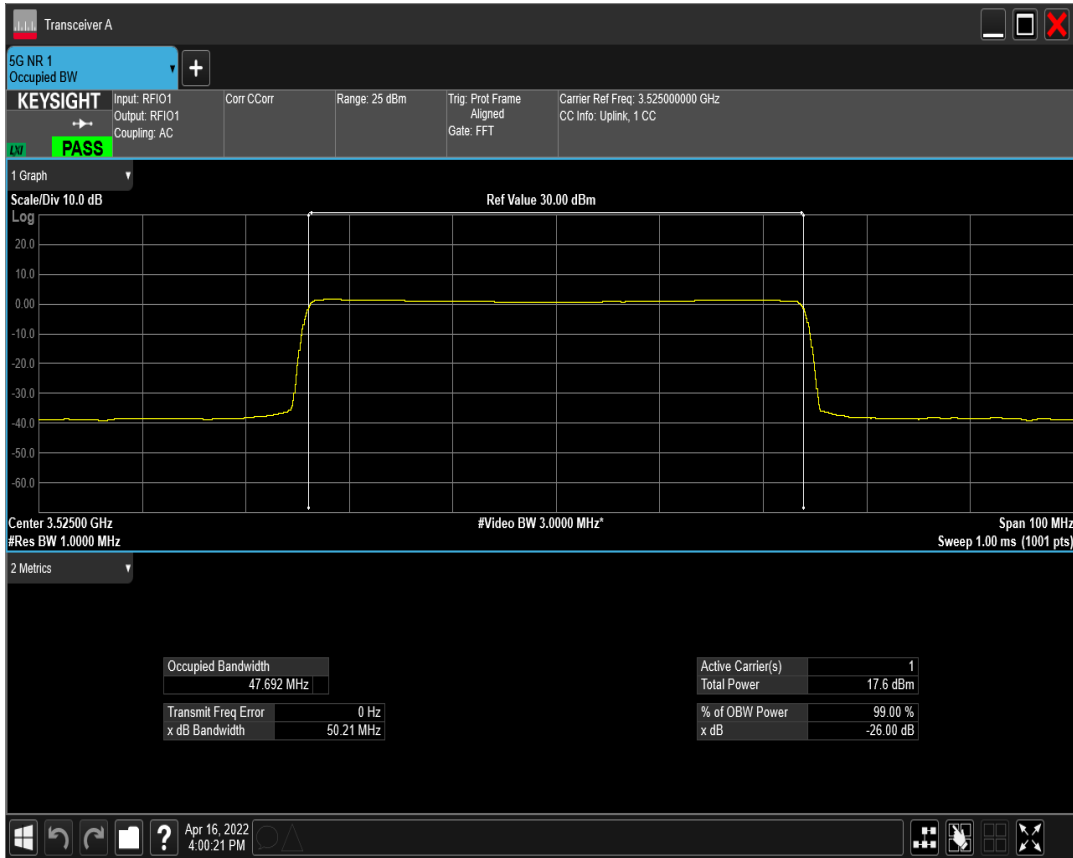 Transceiver A
5G NR 1
Occupied BW
KEYSIGHT
LXI
PASS
Input: RFIO1
Output: RFIO1
Coupling: AC
Corr CCorr
Range: 25 dBm
Trig: Prot Frame
Aligned
Gate: FFT
Carrier Ref Freq: 3.525000000 GHz
CC Info: Uplink, 1 CC
1 Graph
Scale/Div 10.0 dB
Ref Value 30.00 dBm
Log
20.0
10.0
0.00
-10.0
-20.0
-30.0
-40.0
-50.0
-60.0
Center 3.52500 GHz
#Video BW 3.0000 MHz*
Span 100 MHz
#Res BW 1.0000 MHz
Sweep 1.00 ms (1001 pts)
2 Metrics
Occupied Bandwidth
47.692 MHz
Transmit Freq Error 0 Hz
x dB Bandwidth 50.21 MHz
Active Carrier(s) 1
Total Power 17.6 dBm
% of OBW Power 99.00 %
x dB -26.00 dB
?
Apr 16, 2022
4:00:21 PM